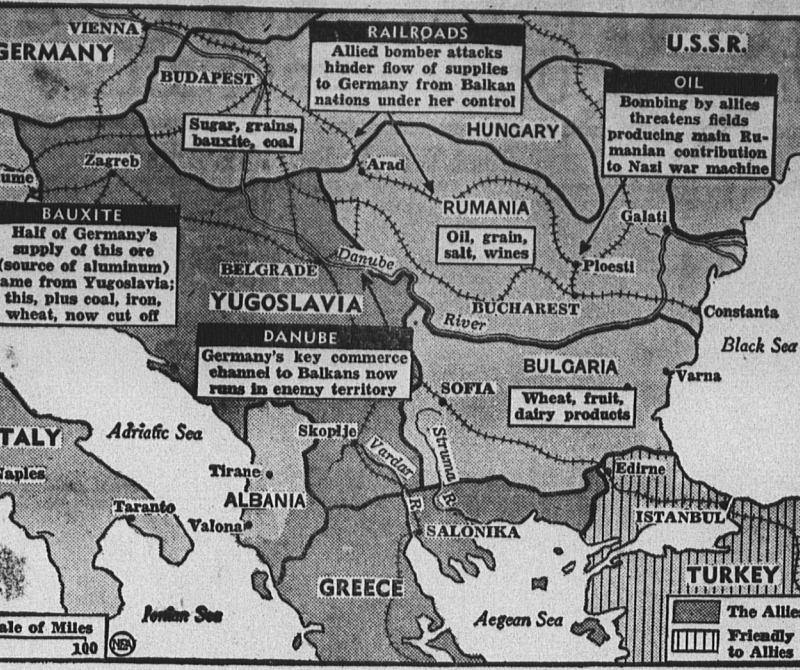 VIENNA
GERMANY
BUDAPEST
Sugar, grains,
bauxite, coal
RAILROADS
Allied bomber attacks
hinder flow of supplies
to Germany from Balkan
nations under her control
U.S.S.R.
OIL
Bombing by allies
threatens fields
producing main Ru-
manian contribution
to Nazi war machine
HUNGARY
Zagreb
ume
Arad
RUMANIA
Oil, grain,
salt, wines
Galati
Ploesti
BAUXITE
Half of Germany's
supply of this ore
(source of aluminum)
ame from Yugoslavia;
this, plus coal, iron,
wheat, now cut off
BELGRADE
Danube
River
YUGOSLAVIA
BUCHAREST
Constanta
Black Sea
DANUBE
Germany's key commerce
channel to Balkans now
runs in enemy territory
BULGARIA
Varna
SOFIA
Wheat, fruit,
dairy products
TALY
Adriatic Sea
Skoplje
Vardar R.
Struma R.
Naples
Tirane
Edirne
Taranto
ALBANIA
Valona
ISTANBUL
SALONIKA
GREECE
TURKEY
Ionian Sea
Aegean Sea
ale of Miles
100
NEA
The Allies
Friendly
to Allies